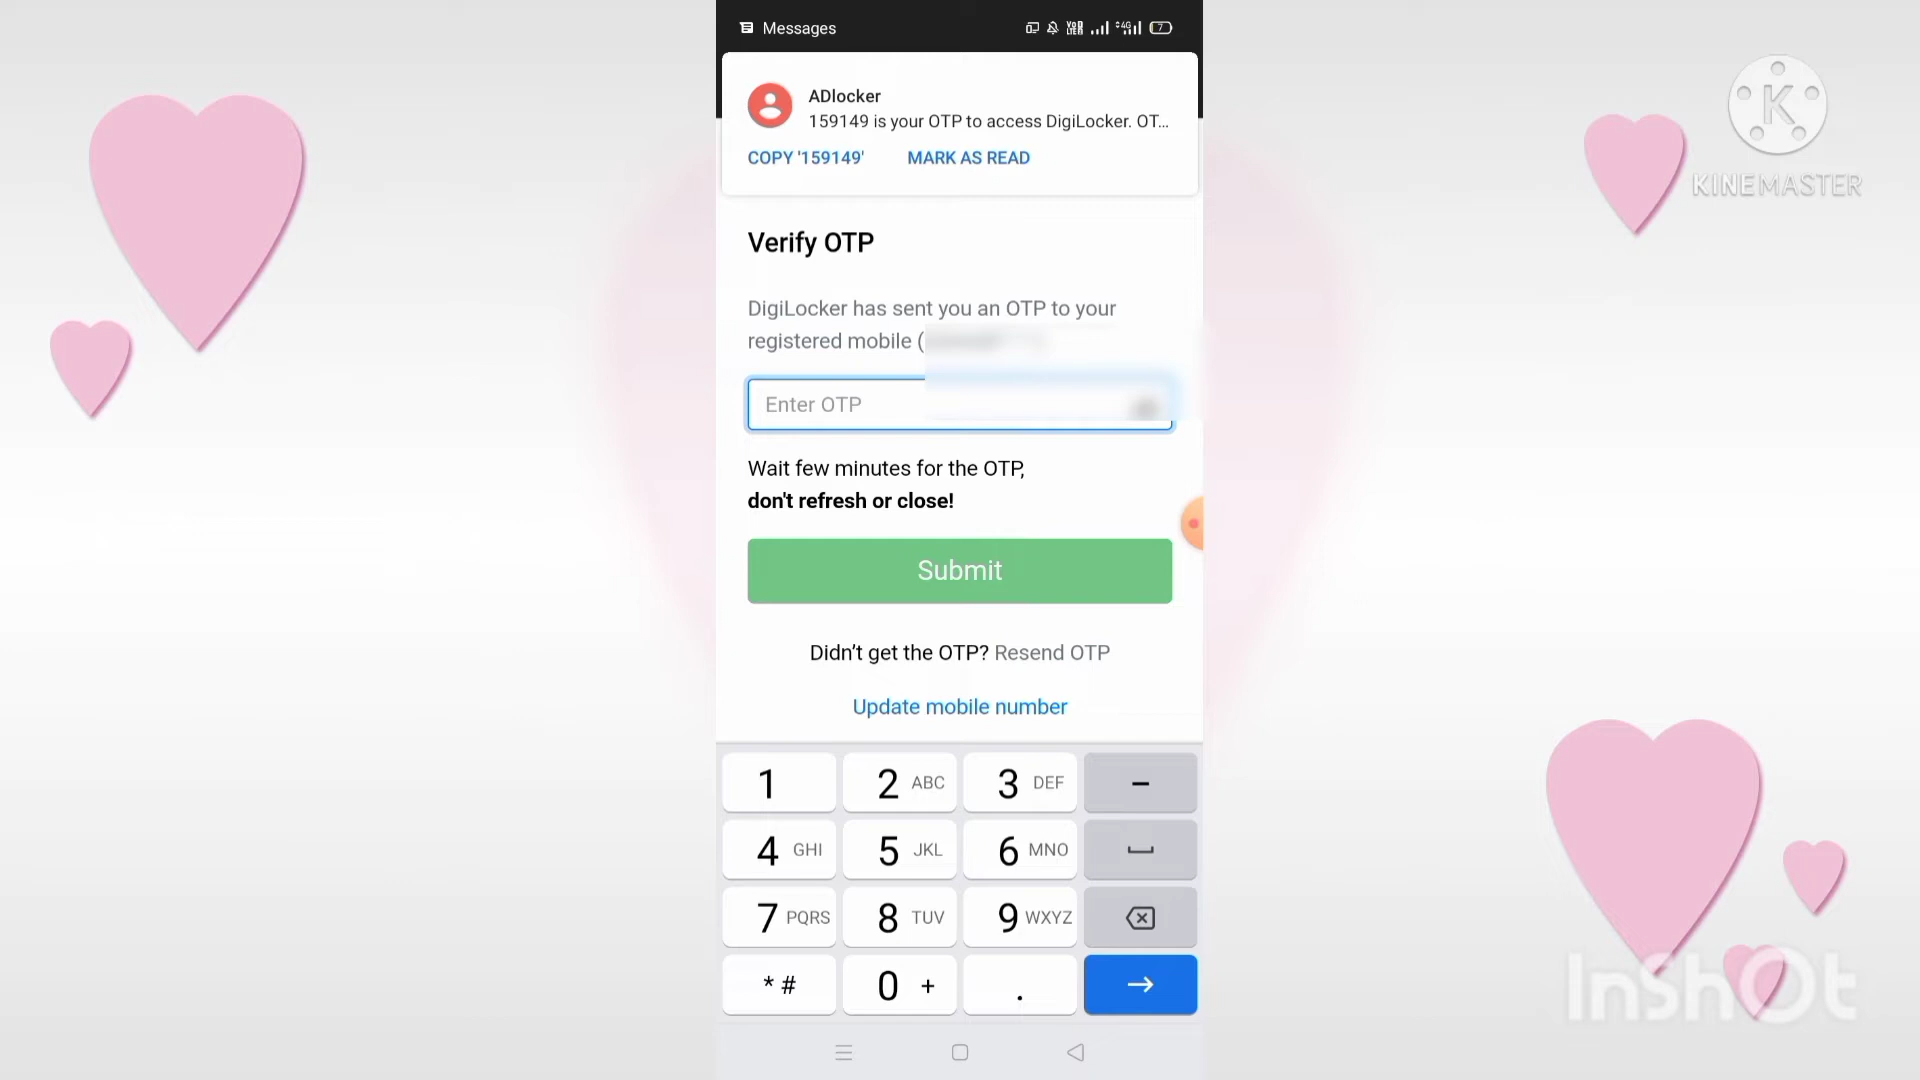 Messages
7
ADlocker
159149 is your OTP to access DigiLocker. OT...
COPY '159149'
MARK AS READ
K
KINEMASTER
Verify OTP
DigiLocker has sent you an OTP to your
registered mobile (
Enter OTP
Wait few minutes for the OTP,
don't refresh or close!
Submit
Didn't get the OTP? Resend OTP
Update mobile number
1
2 ABC
3 DEF
-
4 GHI
5 JKL
6 MNO
7 PQRS
8 TUV
9 WXYZ
* #
0 +
.
InShOt